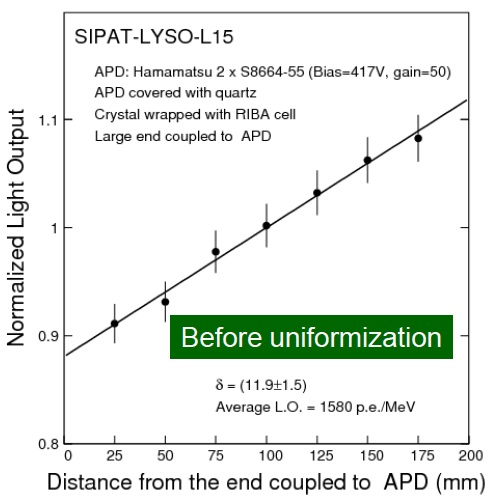 SIPAT-LYSO-L15
APD: Hamamatsu 2 x S8664-55 (Bias=417V, gain=50)
APD covered with quartz
Crystal wrapped with RIBA cell
Large end coupled to APD
Normalized Light Output
1.1
1
0.9
0.8
Before uniformization
δ = (11.9±1.5)
Average L.O. = 1580 p.e./MeV
0 25 50 75 100 125 150 175 200
Distance from the end coupled to APD (mm)